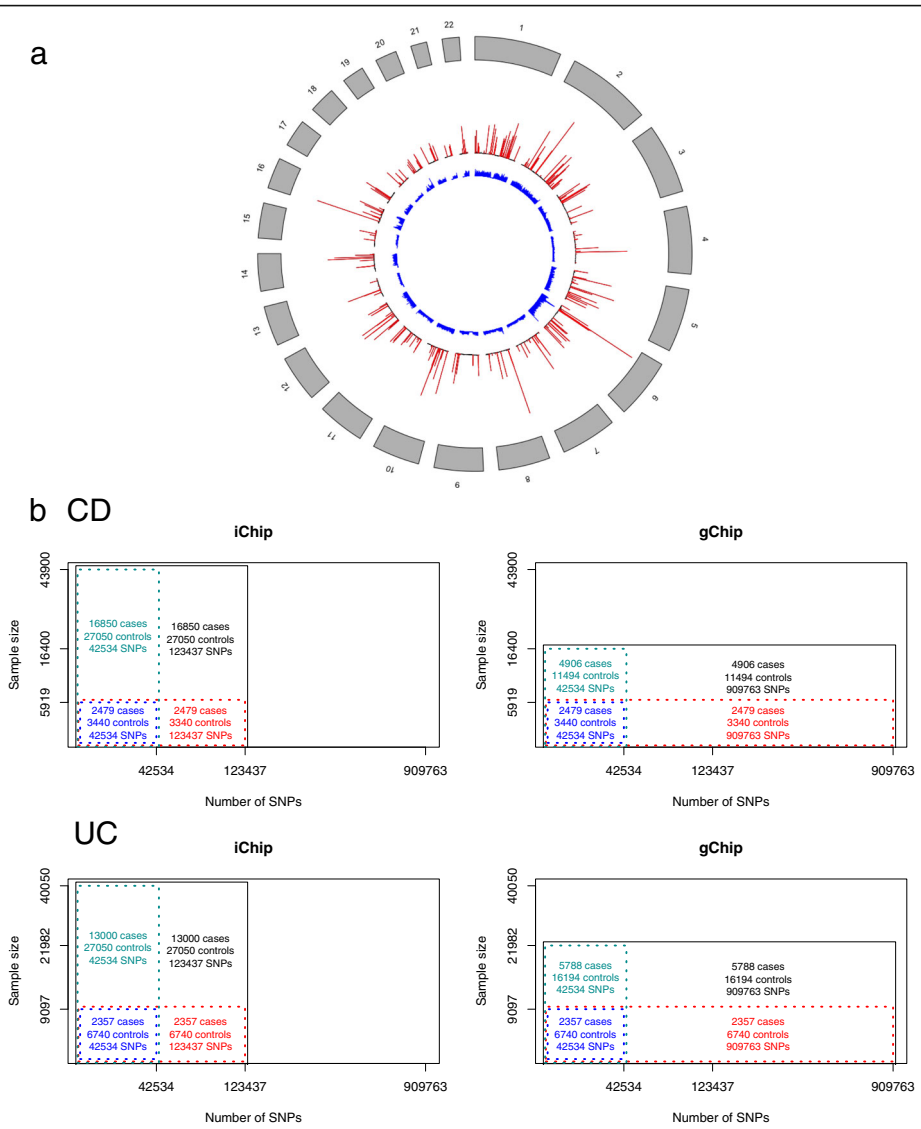 a
1
2
3
4
5
6
7
8
9
10
11
12
13
14
15
16
17
18
19
20
21
22
b CD
iChip
Sample size
43900
16400
5919
16850 cases
27050 controls
42534 SNPs
16850 cases
27050 controls
123437 SNPs
2479 cases
3440 controls
42534 SNPs
2479 cases
3340 controls
123437 SNPs
42534
123437
909763
Number of SNPs
gChip
Sample size
43900
16400
5919
4906 cases
11494 controls
42534 SNPs
4906 cases
11494 controls
909763 SNPs
2479 cases
3440 controls
42534 SNPs
2479 cases
3340 controls
909763 SNPs
42534
123437
909763
Number of SNPs
UC
iChip
Sample size
40050
21982
9097
13000 cases
27050 controls
42534 SNPs
13000 cases
27050 controls
123437 SNPs
2357 cases
6740 controls
42534 SNPs
2357 cases
6740 controls
123437 SNPs
42534
123437
909763
Number of SNPs
gChip
Sample size
40050
21982
9097
5788 cases
16194 controls
42534 SNPs
5788 cases
16194 controls
909763 SNPs
2357 cases
6740 controls
42534 SNPs
2357 cases
6740 controls
909763 SNPs
42534
123437
909763
Number of SNPs